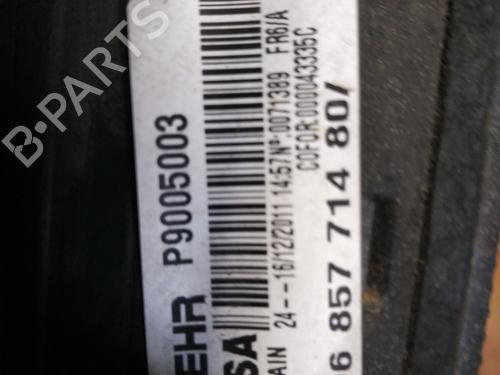 EHR P9005003
SA
AIN 24--16/12/2011 14:57 Nº:0071389 FR6/A
COFOR:000043335C
6 857 714 80/
B-PARTS